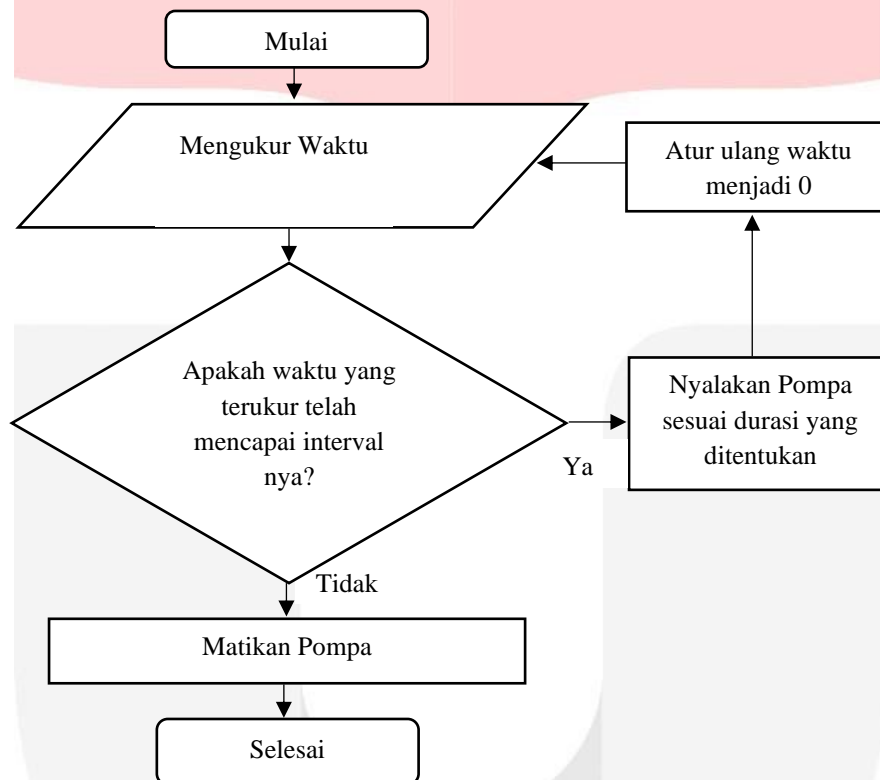 Mulai
Mengukur Waktu
Atur ulang waktu
menjadi 0
Apakah waktu yang
terukur telah
mencapai interval
nya?
Ya
Nyalakan Pompa
sesuai durasi yang
ditentukan
Tidak
Matikan Pompa
Selesai